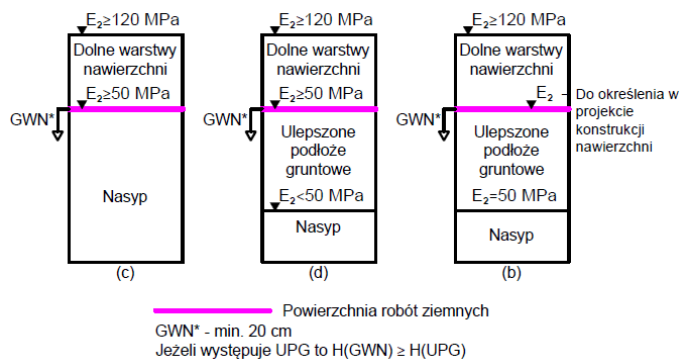 E₂≥120 MPa
Dolne warstwy
nawierzchni
E₂≥50 MPa
GWN*
Nasyp
(c)
E₂≥120 MPa
Dolne warstwy
nawierzchni
E₂≥50 MPa
GWN*
Ulepszone
podłoże
gruntowe
E₂<50 MPa
Nasyp
(d)
E₂≥120 MPa
Dolne warstwy
nawierzchni
E₂ – Do określenia w
projekcie
konstrukcji
nawierzchni
GWN*
Ulepszone
podłoże
gruntowe
E₂=50 MPa
Nasyp
(b)
Powierzchnia robót ziemnych
GWN* - min. 20 cm
Jeżeli występuje UPG to H(GWN) ≥ H(UPG)